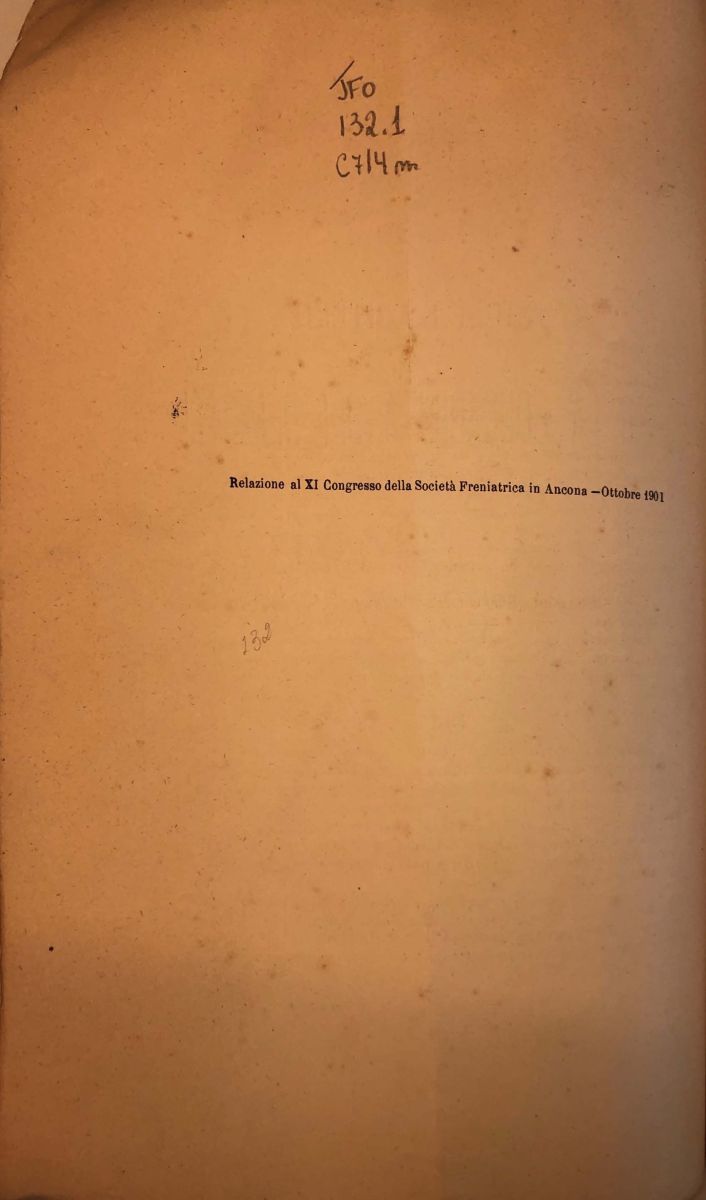 JFO
132.1
C714m
Relazione al XI Congresso della Società Freniatrica in Ancona —Ottobre 1901
132